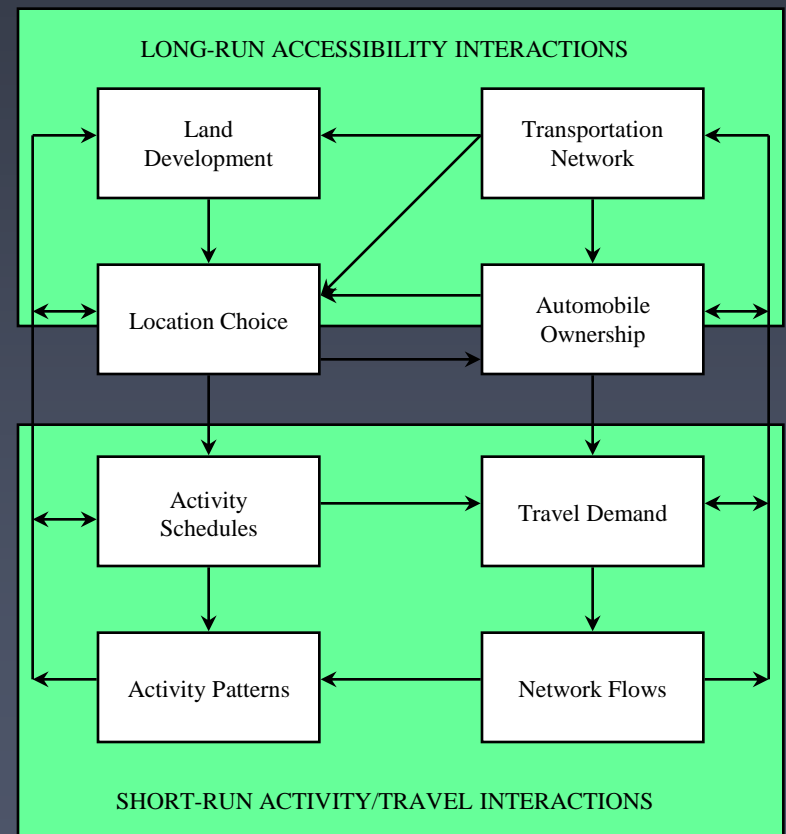 LONG-RUN ACCESSIBILITY INTERACTIONS
Land
Development
Transportation
Network
Location Choice
Automobile
Ownership
Activity
Schedules
Travel Demand
Activity Patterns
Network Flows
SHORT-RUN ACTIVITY/TRAVEL INTERACTIONS